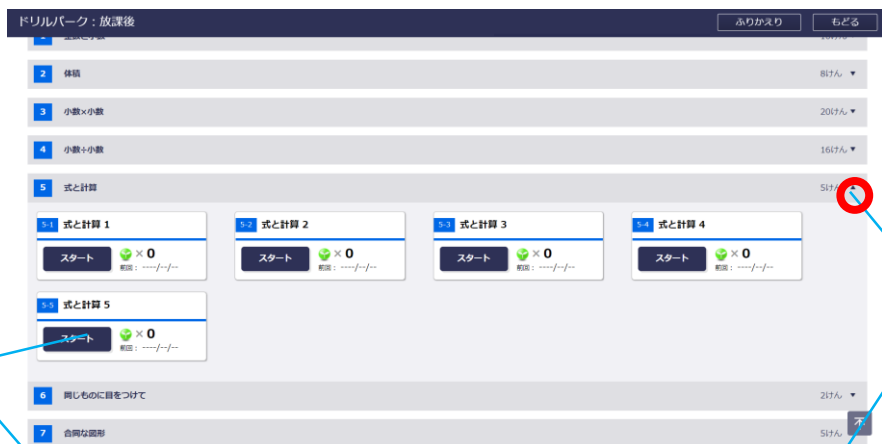 ドリルパーク：放課後
ふりかえり
もどる
1
2 体積 8けん ▼
3 小数×小数 20けん ▼
4 小数÷小数 16けん ▼
5 式と計算 5けん ▲
5-1 式と計算 1
スタート × 0
前回：----/--/--
5-2 式と計算 2
スタート × 0
前回：----/--/--
5-3 式と計算 3
スタート × 0
前回：----/--/--
5-4 式と計算 4
スタート × 0
前回：----/--/--
5-5 式と計算 5
スタート × 0
前回：----/--/--
6 同じものに目をつけて 2けん ▼
7 合同な図形 5けん